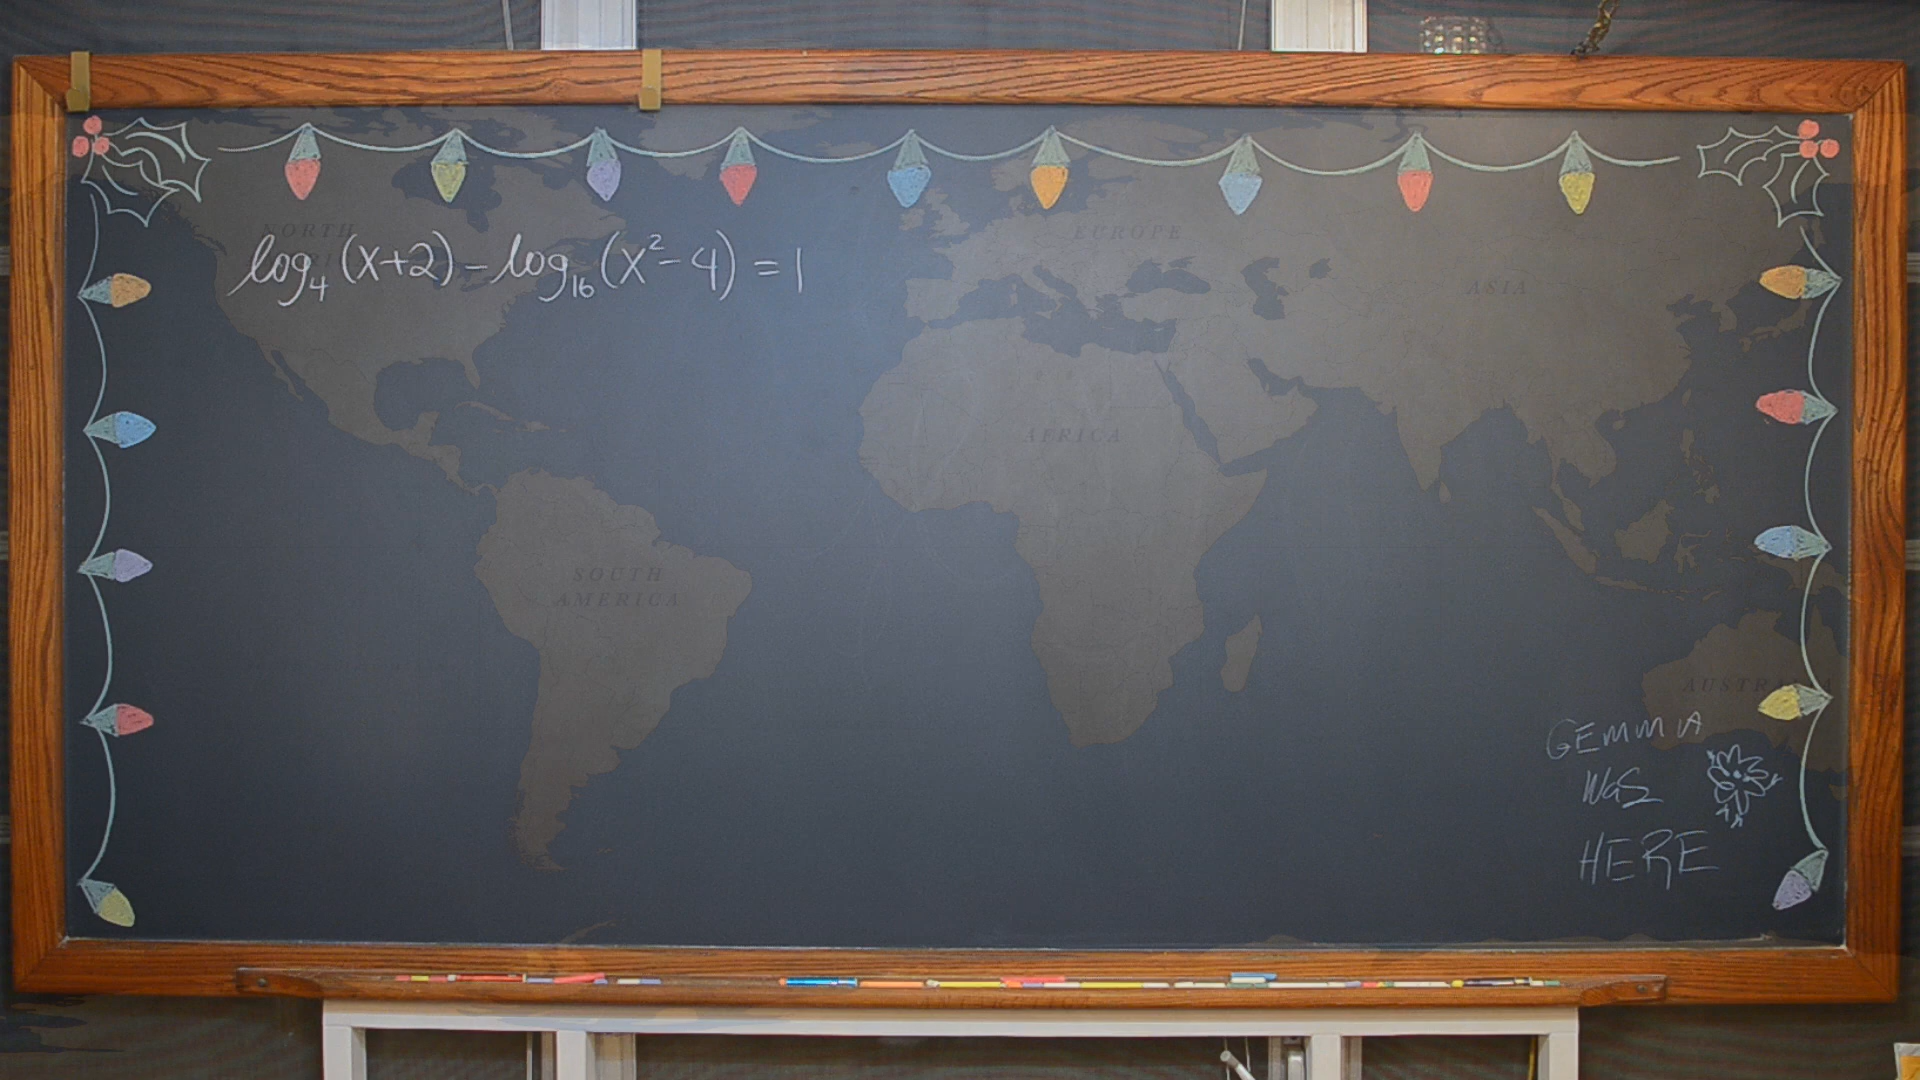 log₄(x+2) - log₁₆(x²-4) = 1
EUROPE
ASIA
AFRICA
SOUTH
AMERICA
GEMMA
WAS
HERE